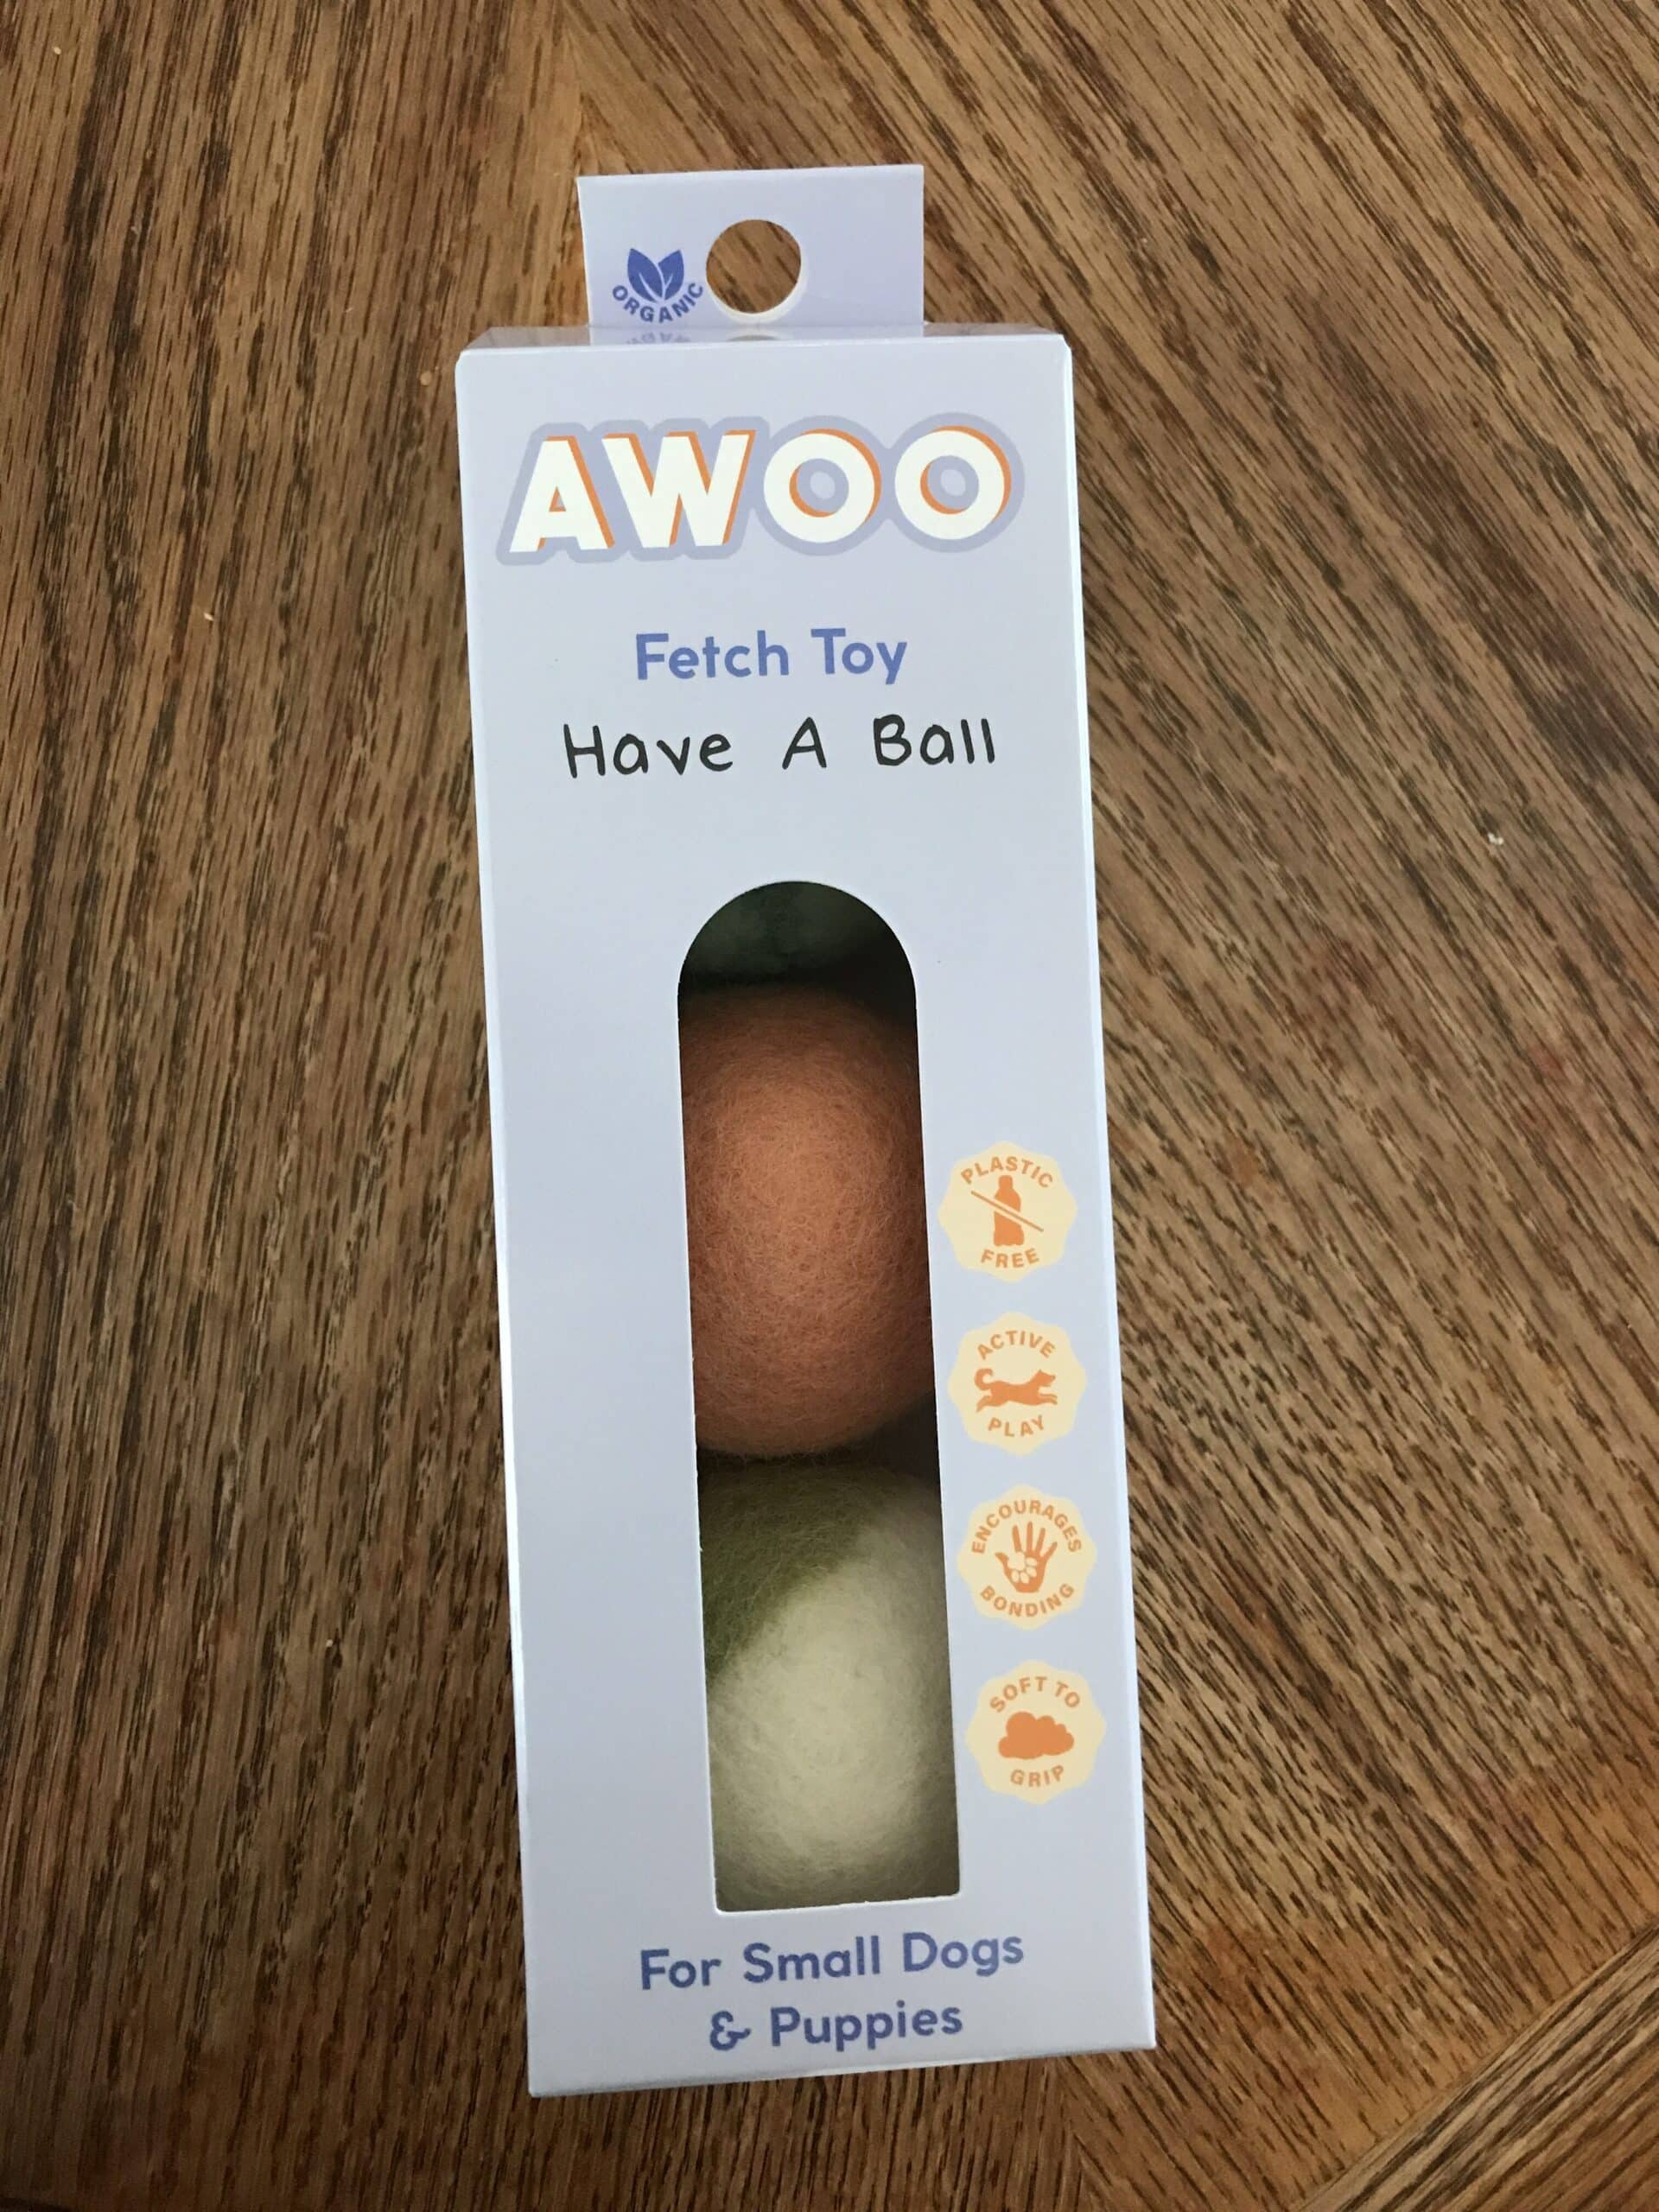 ORGANIC
AWOO
Fetch Toy
Have A Ball
PLASTIC
FREE
ACTIVE
PLAY
ENCOURAGES
BONDING
SOFT TO
GRIP
For Small Dogs
& Puppies